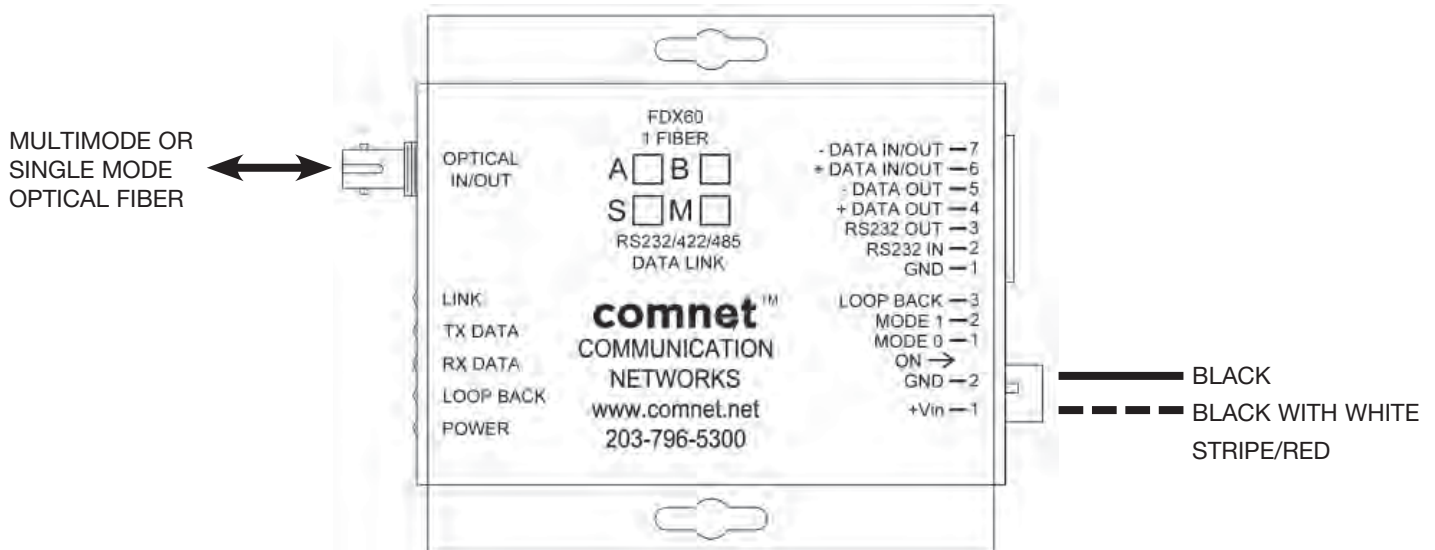 MULTIMODE OR
SINGLE MODE
OPTICAL FIBER
OPTICAL
IN/OUT
LINK
TX DATA
RX DATA
LOOP BACK
POWER
FDX60
1 FIBER
A B
S M
RS232/422/485
DATA LINK
comnet™
COMMUNICATION
NETWORKS
www.comnet.net
203-796-5300
- DATA IN/OUT 7
+ DATA IN/OUT 6
- DATA OUT 5
+ DATA OUT 4
RS232 OUT 3
RS232 IN 2
GND 1
LOOP BACK 3
MODE 1 2
MODE 0 1
ON →
GND 2
+Vin 1
BLACK
BLACK WITH WHITE
STRIPE/RED